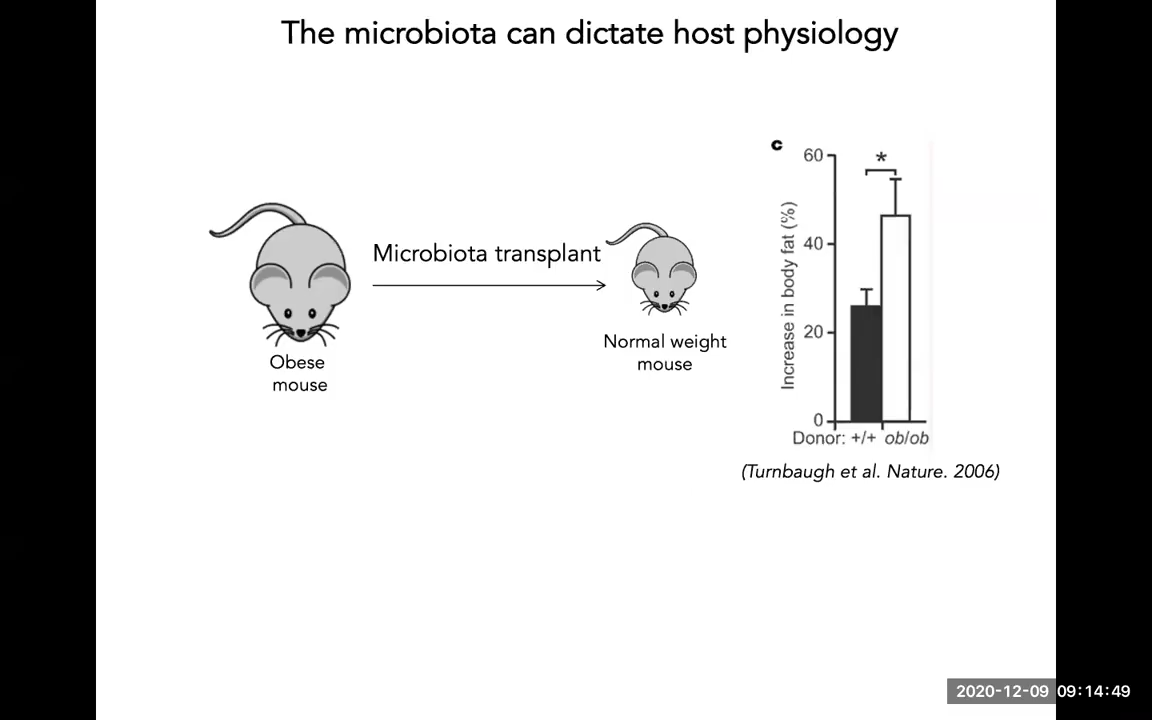 The microbiota can dictate host physiology
Microbiota transplant
Obese
mouse
Normal weight
mouse
c
Increase in body fat (%)
60
*
40
20
0
Donor: +/+ ob/ob
(Turnbaugh et al. Nature. 2006)
2020-12-09 09:14:49